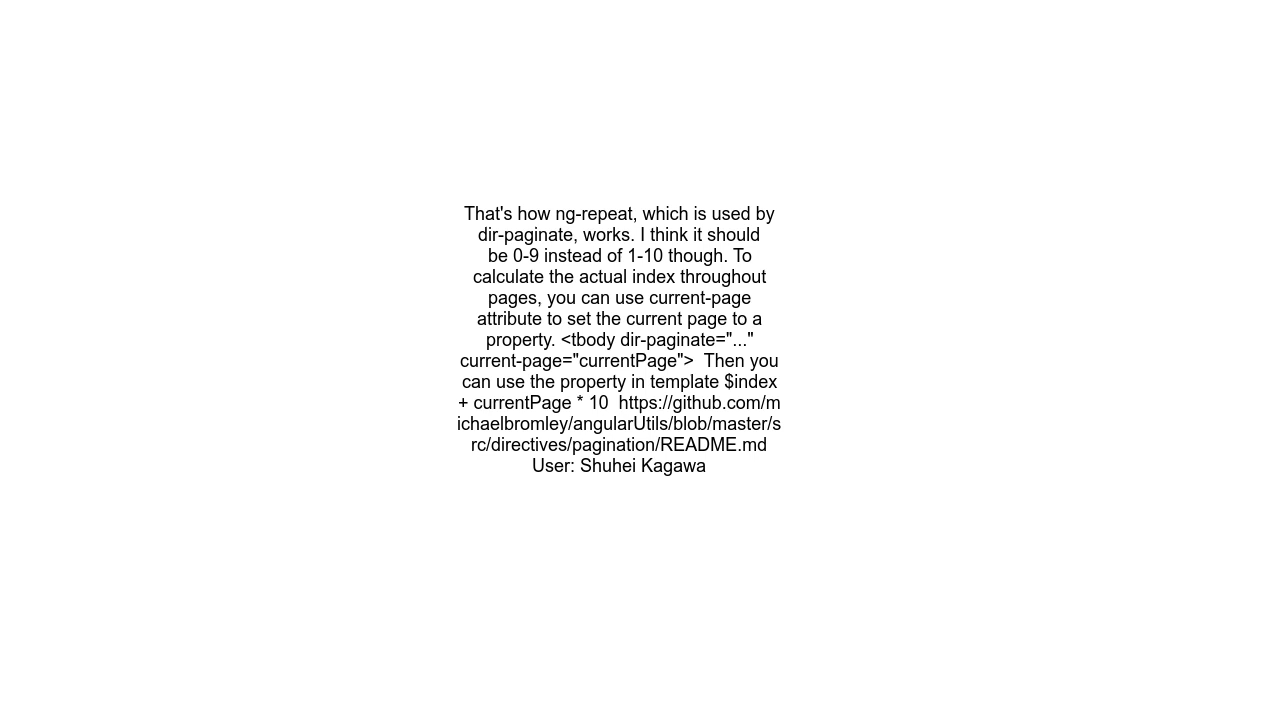 That's how ng-repeat, which is used by
dir-paginate, works. I think it should
be 0-9 instead of 1-10 though. To
calculate the actual index throughout
pages, you can use current-page
attribute to set the current page to a
property. <tbody dir-paginate="..."
current-page="currentPage">  Then you
can use the property in template $index
+ currentPage * 10  https://github.com/m
ichaelbromley/angularUtils/blob/master/s
rc/directives/pagination/README.md
User: Shuhei Kagawa